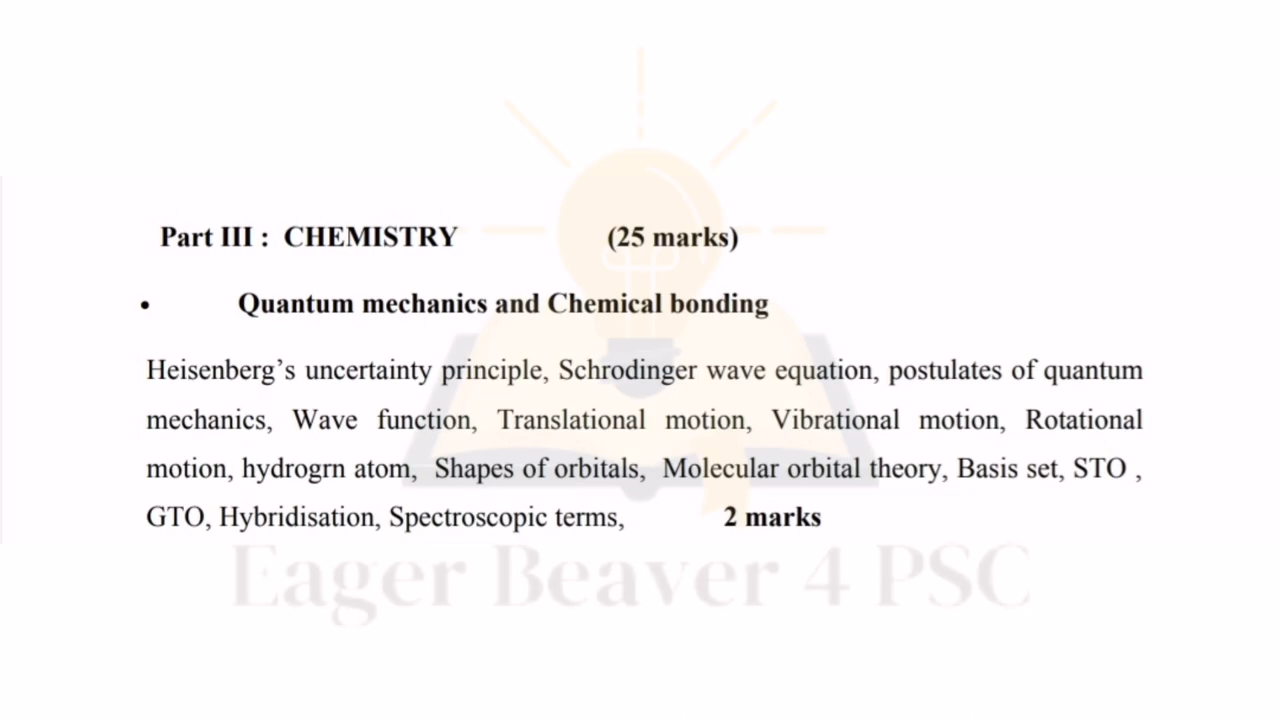 Part III : CHEMISTRY (25 marks)
• Quantum mechanics and Chemical bonding
Heisenberg’s uncertainty principle, Schrodinger wave equation, postulates of quantum
mechanics, Wave function, Translational motion, Vibrational motion, Rotational
motion, hydrogrn atom, Shapes of orbitals, Molecular orbital theory, Basis set, STO ,
GTO, Hybridisation, Spectroscopic terms, 2 marks
Eager Beaver 4 PSC